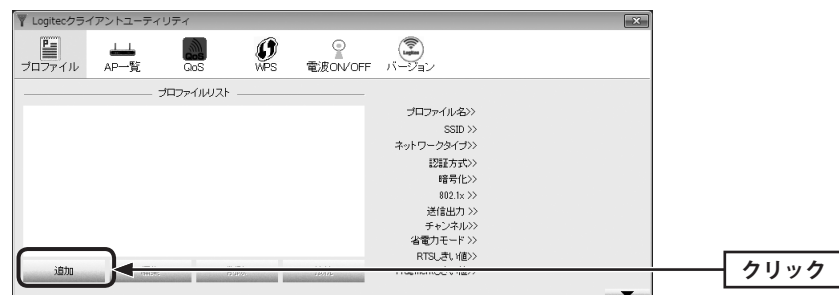 Logitecクライアントユーティリティ
プロファイル AP一覧 QoS WPS 電波ON/OFF バージョン
プロファイルリスト
プロファイル名>>
SSID >>
ネットワークタイプ>>
認証方式>>
暗号化>>
802.1x >>
送信出力 >>
チャンネル>>
省電力モード >>
RTSしきい値>>
追加
クリック